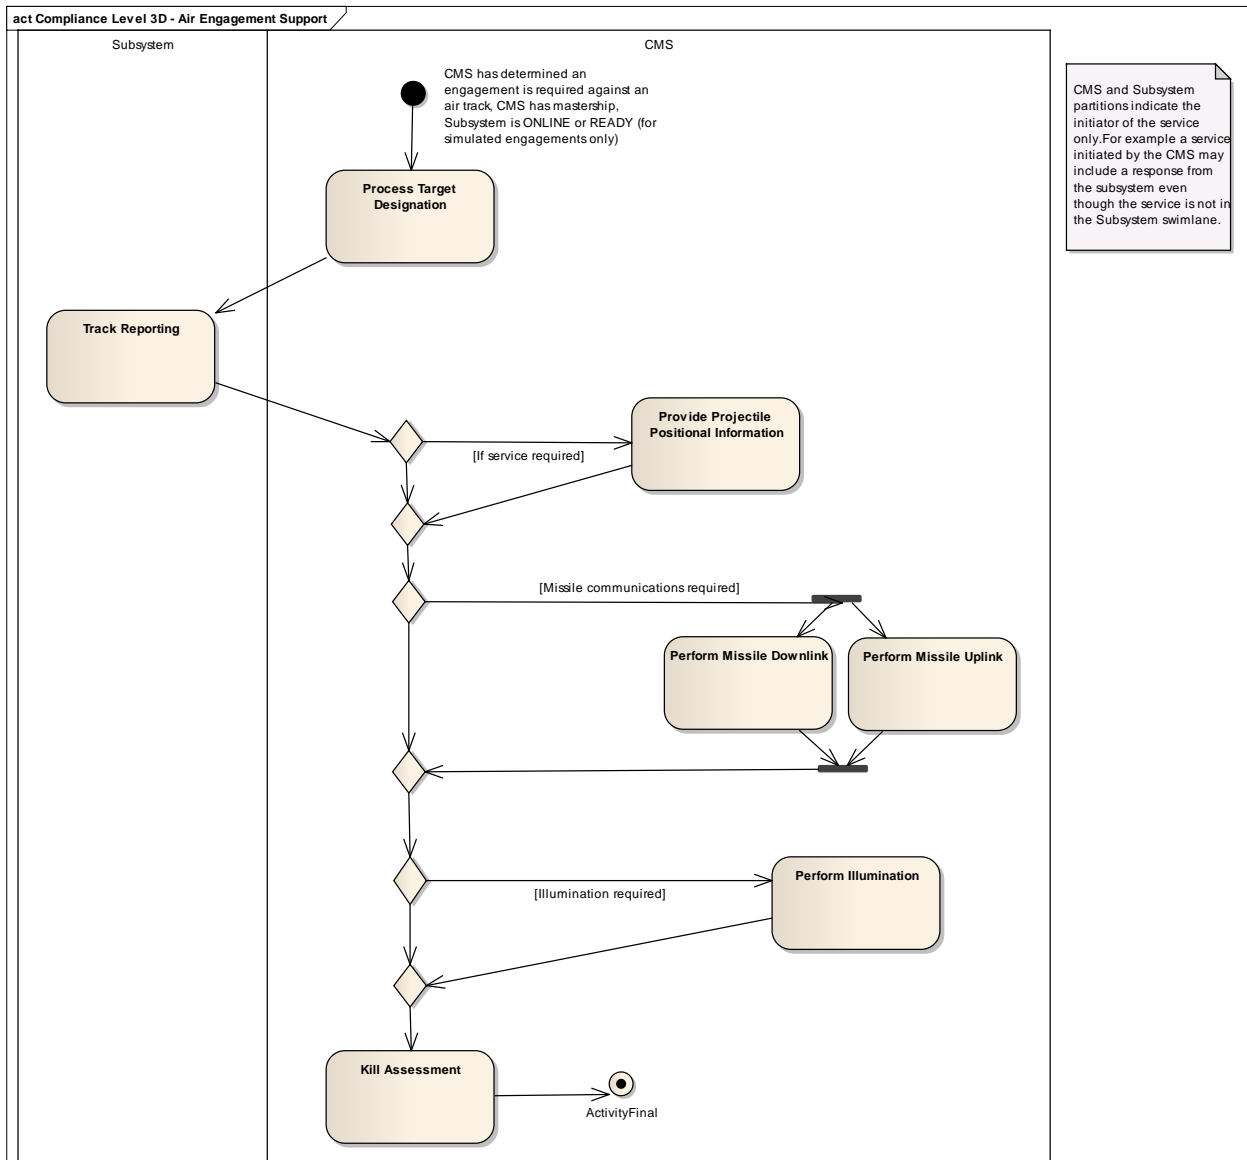 act Compliance Level 3D - Air Engagement Support
Subsystem
CMS
CMS has determined an
engagement is required against an
air track, CMS has mastership,
Subsystem is ONLINE or READY (for
simulated engagements only)
CMS and Subsystem
partitions indicate the
initiator of the service
only.For example a service
initiated by the CMS may
include a response from
the subsystem even
though the service is not in
the Subsystem swimlane.
Process Target
Designation
Track Reporting
Provide Projectile
Positional Information
[If service required]
[Missile communications required]
Perform Missile Downlink
Perform Missile Uplink
Perform Illumination
[Illumination required]
Kill Assessment
ActivityFinal